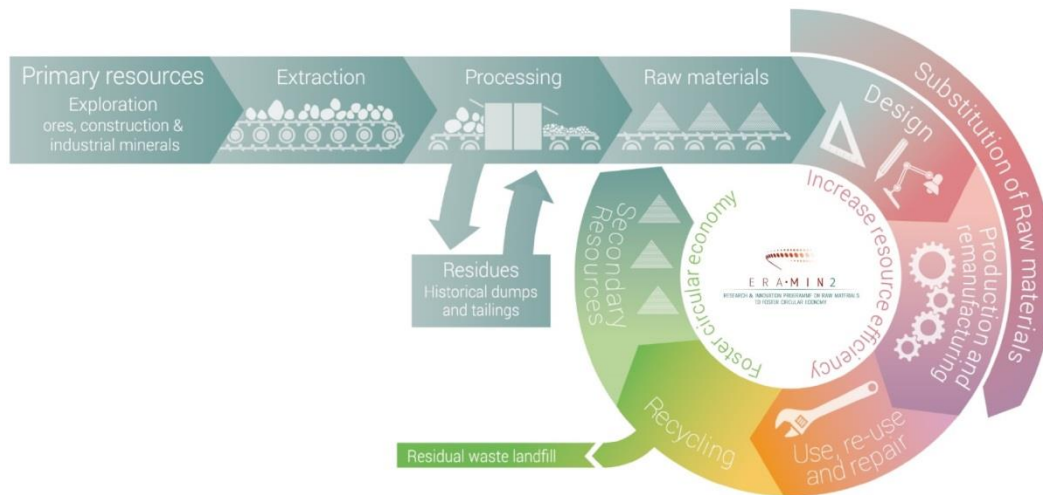 Primary resources
Exploration
ores, construction &
industrial minerals
Extraction
Processing
Raw materials
Design
Substitution of Raw materials
Production and
remanufacturing
Use, re-use
and repair
Recycling
Secondary
Resources
Residues
Historical dumps
and tailings
Residual waste landfill
Foster circular economy
Increase resource efficiency
ERA·MIN2
RESEARCH & INNOVATION PROGRAMME ON RAW MATERIALS
TO FOSTER CIRCULAR ECONOMY